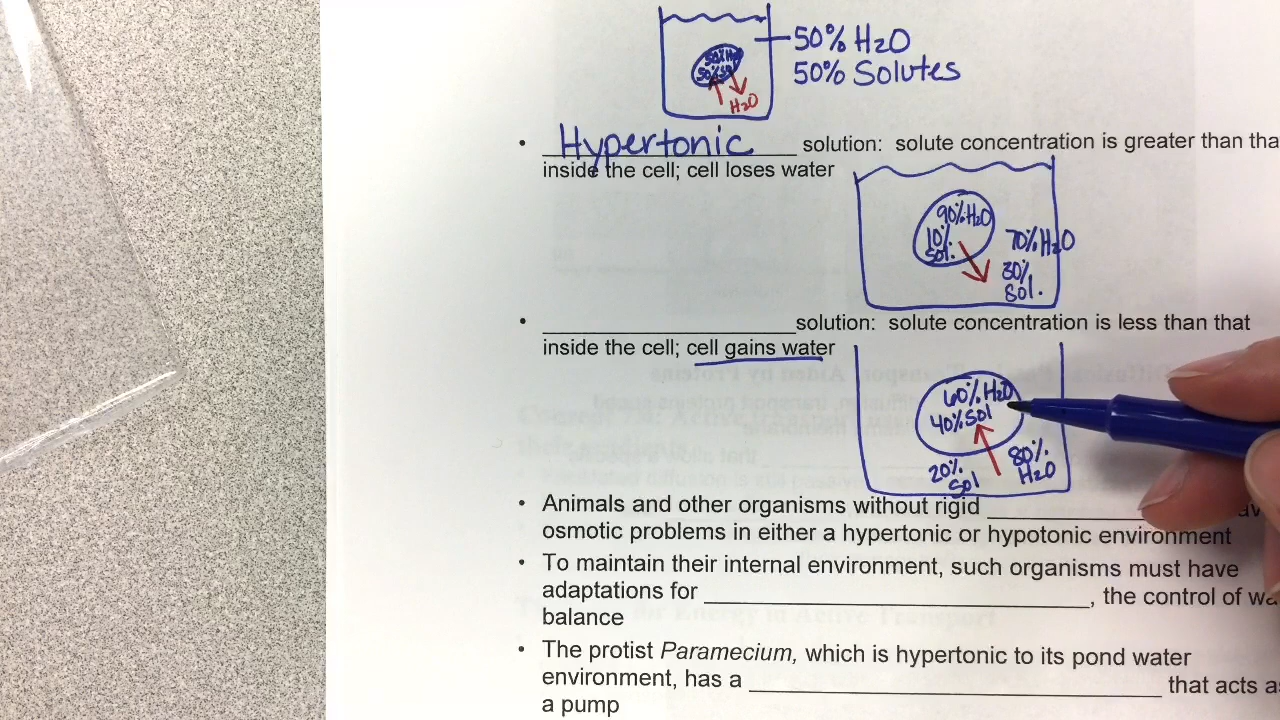 50% H2O
50% Solutes
H2O
• Hypertonic solution: solute concentration is greater than tha
inside the cell; cell loses water
90% H2O
10% Sol.
70% H2O
30% Sol.
• ____________________solution: solute concentration is less than that
inside the cell; cell gains water
60% H2O
40% Sol
20% Sol
80% H2O
• Animals and other organisms without rigid
osmotic problems in either a hypertonic or hypotonic environment
• To maintain their internal environment, such organisms must have
adaptations for ______________________________, the control of wa
balance
• The protist Paramecium, which is hypertonic to its pond water
environment, has a ________________________________ that acts as
a pump